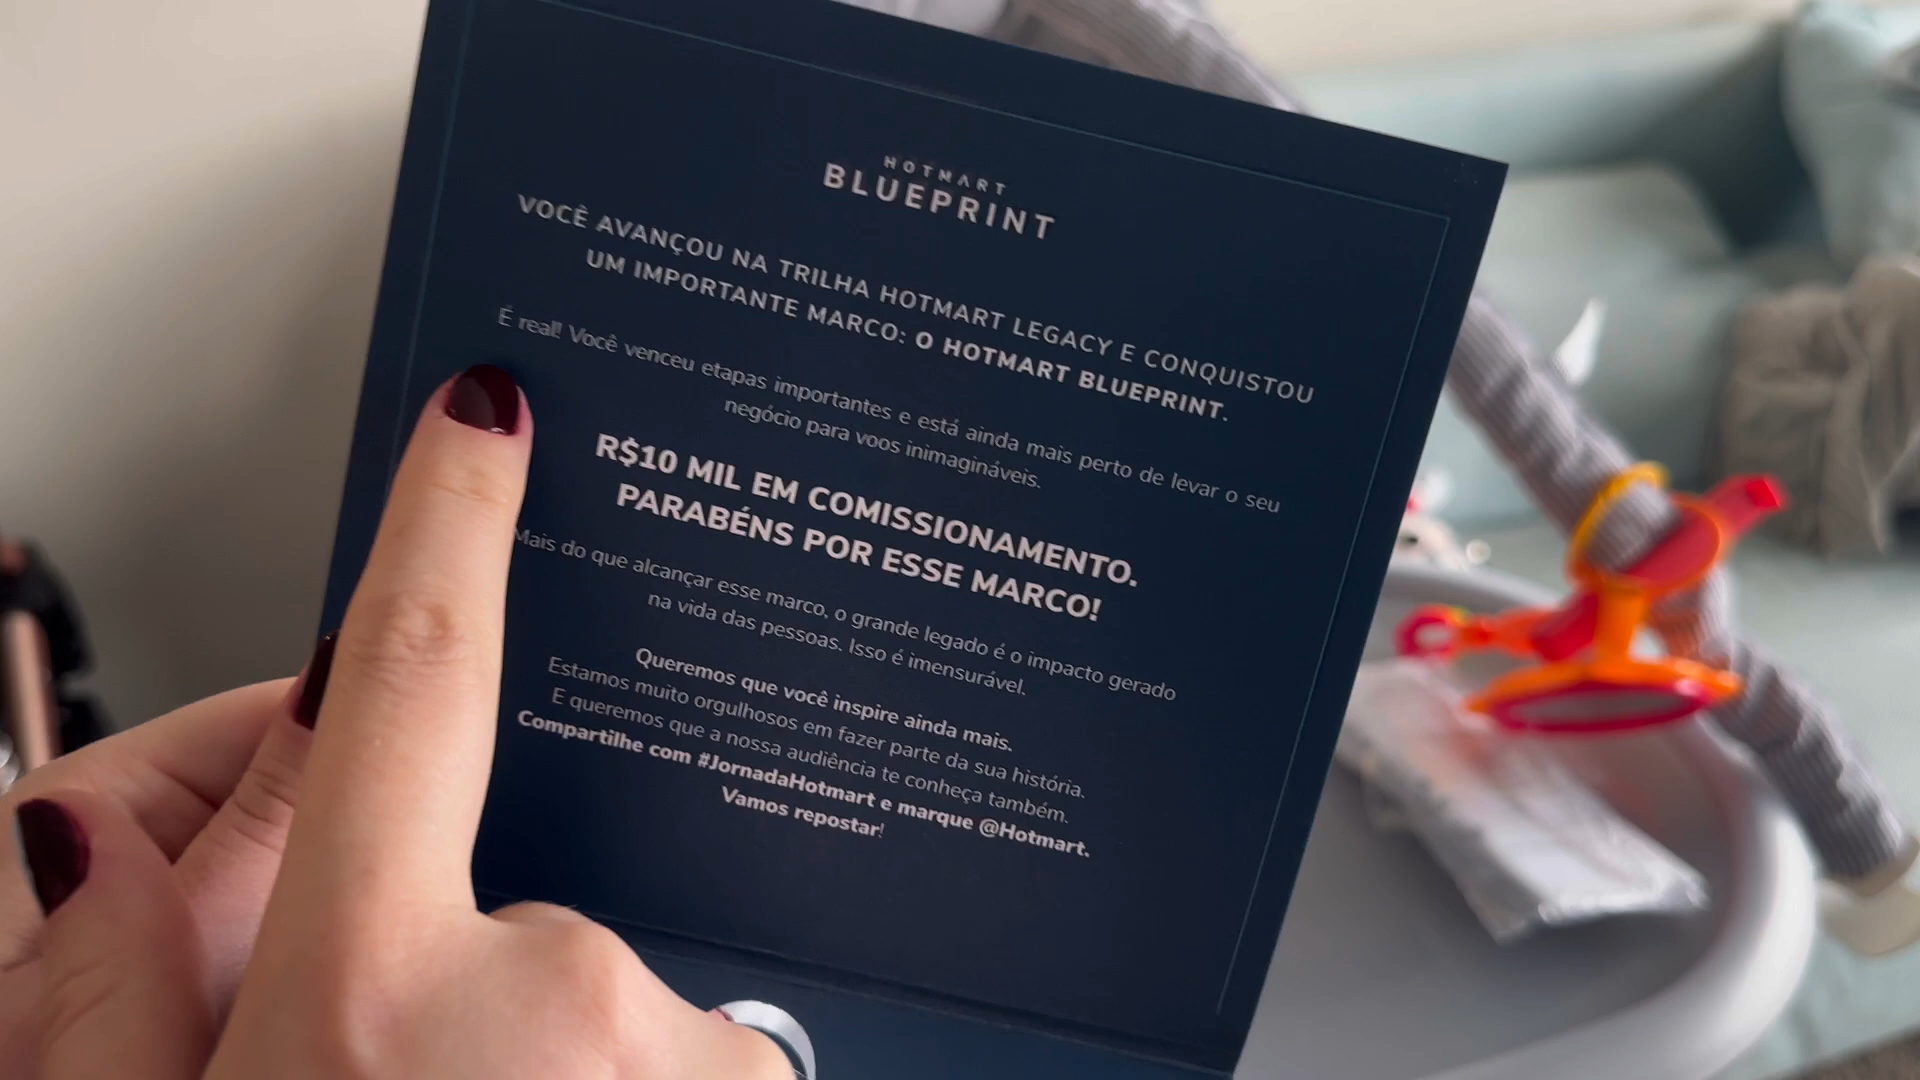 HOTMART
BLUEPRINT
VOCÊ AVANÇOU NA TRILHA HOTMART LEGACY E CONQUISTOU
UM IMPORTANTE MARCO: O HOTMART BLUEPRINT.
É real! Você venceu etapas importantes e está ainda mais perto de levar o seu
negócio para voos inimagináveis.
R$10 MIL EM COMISSIONAMENTO.
PARABÉNS POR ESSE MARCO!
Mais do que alcançar esse marco, o grande legado é o impacto gerado
na vida das pessoas. Isso é imensurável.
Queremos que você inspire ainda mais.
Estamos muito orgulhosos em fazer parte da sua história.
E queremos que a nossa audiência te conheça também.
Compartilhe com #JornadaHotmart e marque @Hotmart.
Vamos repostar!